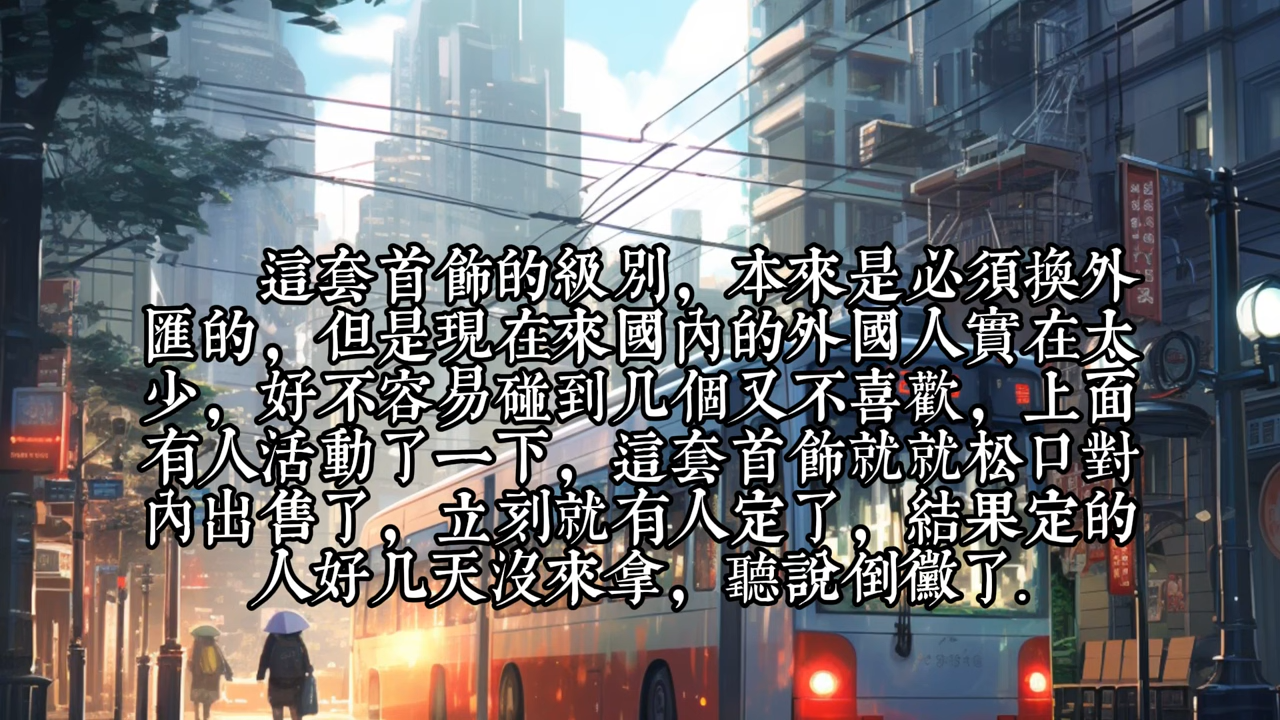 這套首飾的級別，本來是必須換外
匯的，但是現在來國內的外國人實在太
少，好不容易碰到几個又不喜歡，上面
有人活動了一下，這套首飾就就松口對
內出售了，立刻就有人定了，結果定的
人好几天沒來拿，聽說倒黴了.